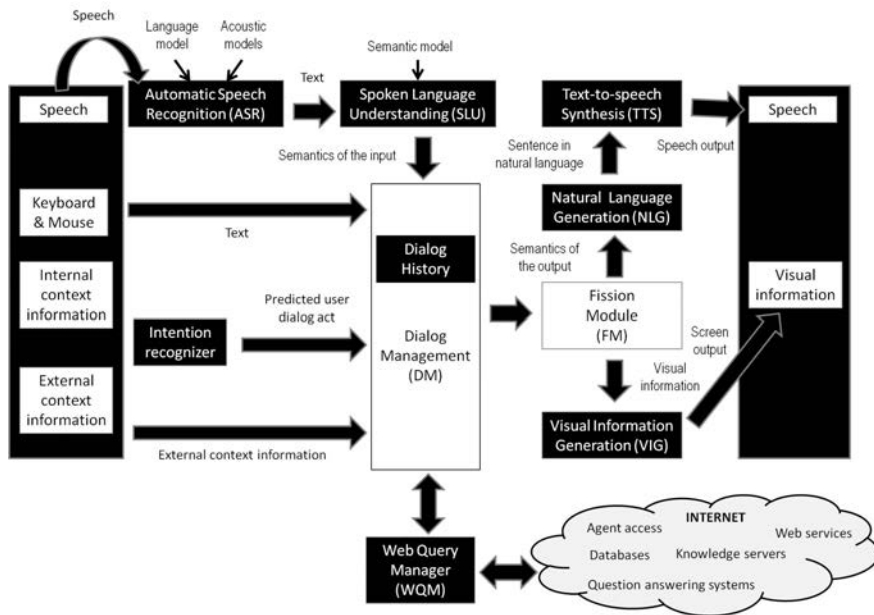 Speech
Language
model
Acoustic
models
Semantic model
Speech
Automatic Speech
Recognition (ASR)
Text
Spoken Language
Understanding (SLU)
Text-to-speech
Synthesis (TTS)
Speech
Semantics of the input
Sentence in
natural language
Speech output
Keyboard
& Mouse
Text
Natural Language
Generation (NLG)
Dialog
History
Semantics of
the output
Internal
context
information
Visual
information
Predicted user
dialog act
Fission
Module
(FM)
Intention
recognizer
Dialog
Management
(DM)
Screen
output
Visual
information
External
context
information
External context information
Visual Information
Generation (VIG)
Web Query
Manager
(WQM)
INTERNET
Agent access
Web services
Databases
Knowledge servers
Question answering systems